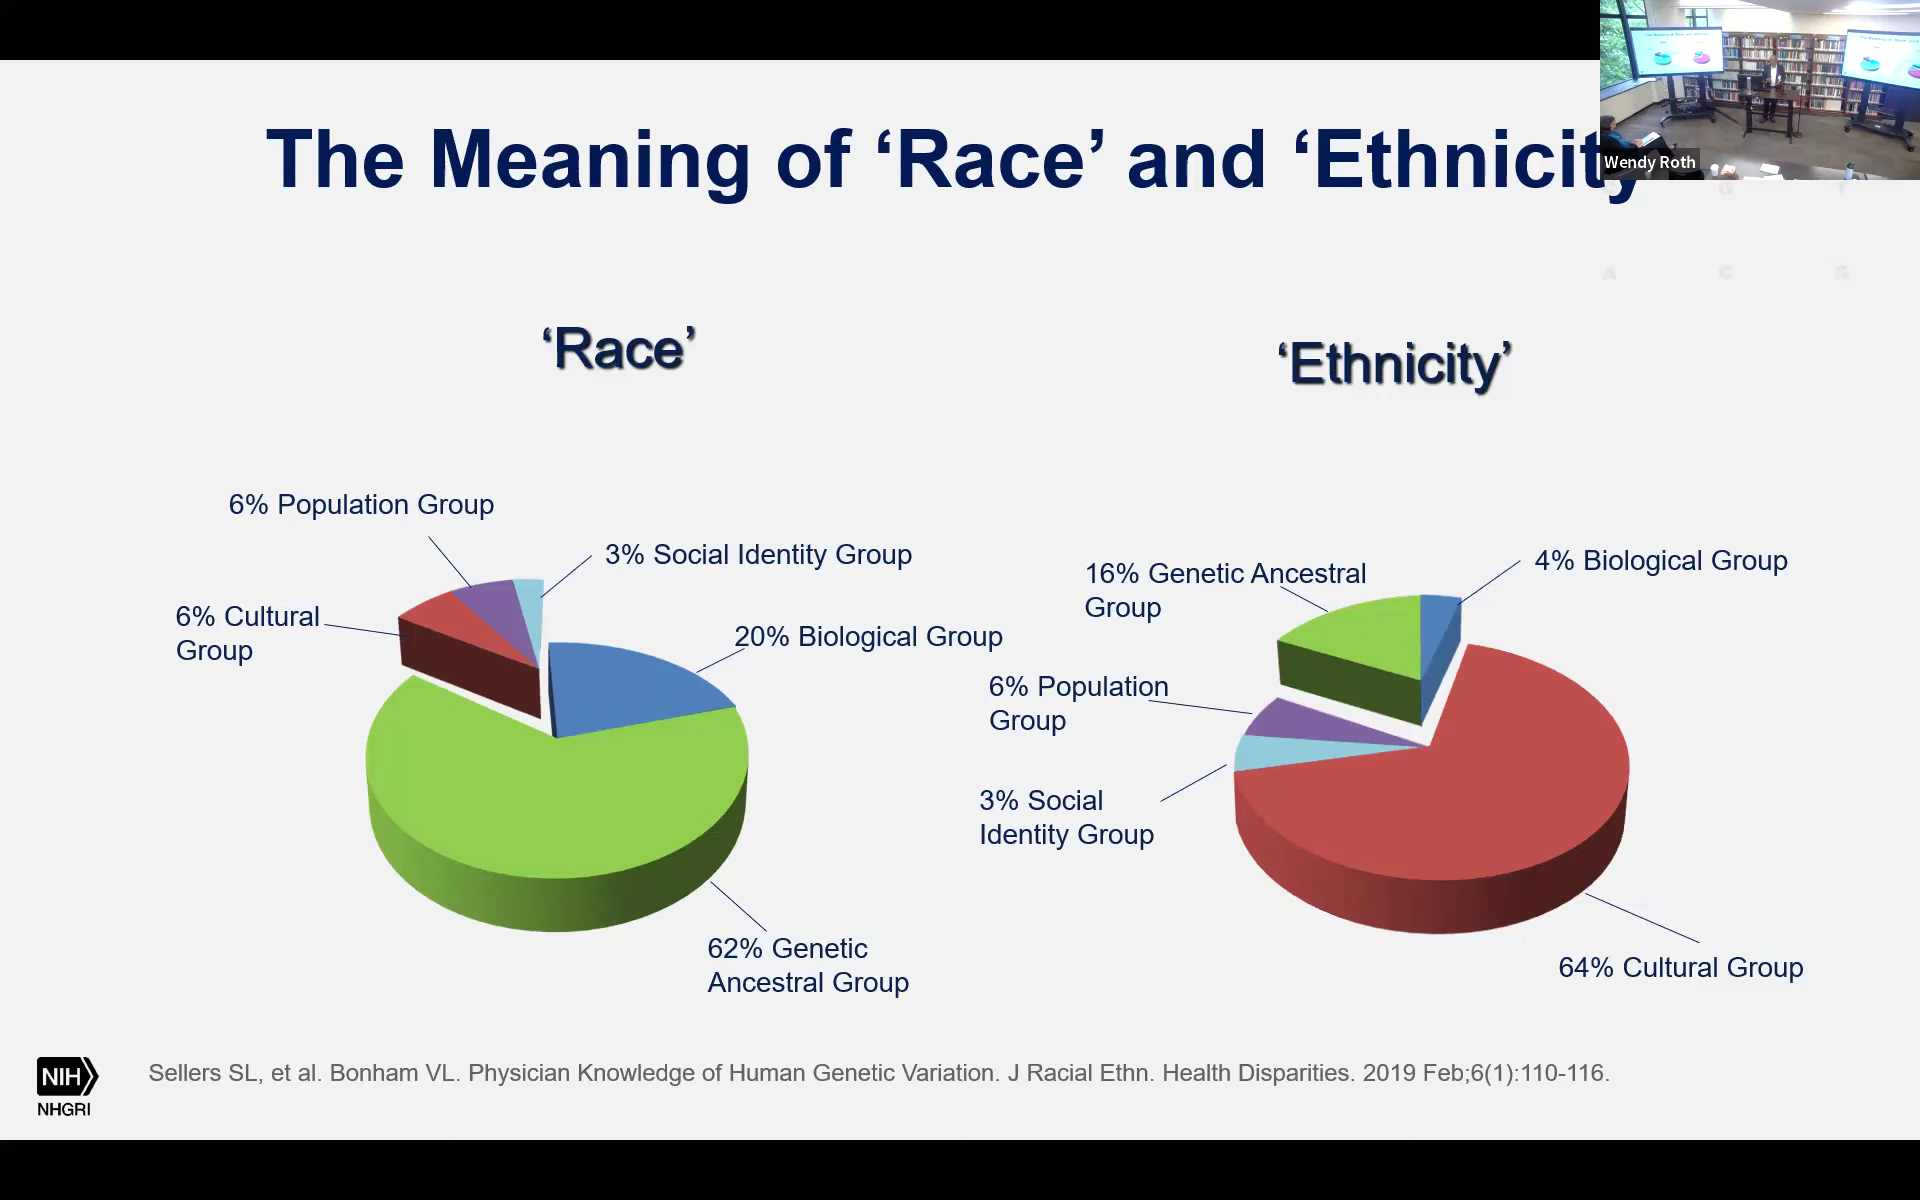 Wendy Roth
The Meaning of ‘Race’ and ‘Ethnicity
A C G
‘Race’
‘Ethnicity’
6% Population Group
3% Social Identity Group
6% Cultural
Group
20% Biological Group
62% Genetic
Ancestral Group
16% Genetic Ancestral
Group
4% Biological Group
6% Population
Group
3% Social
Identity Group
64% Cultural Group
NIH
NHGRI
Sellers SL, et al. Bonham VL. Physician Knowledge of Human Genetic Variation. J Racial Ethn. Health Disparities. 2019 Feb;6(1):110-116.